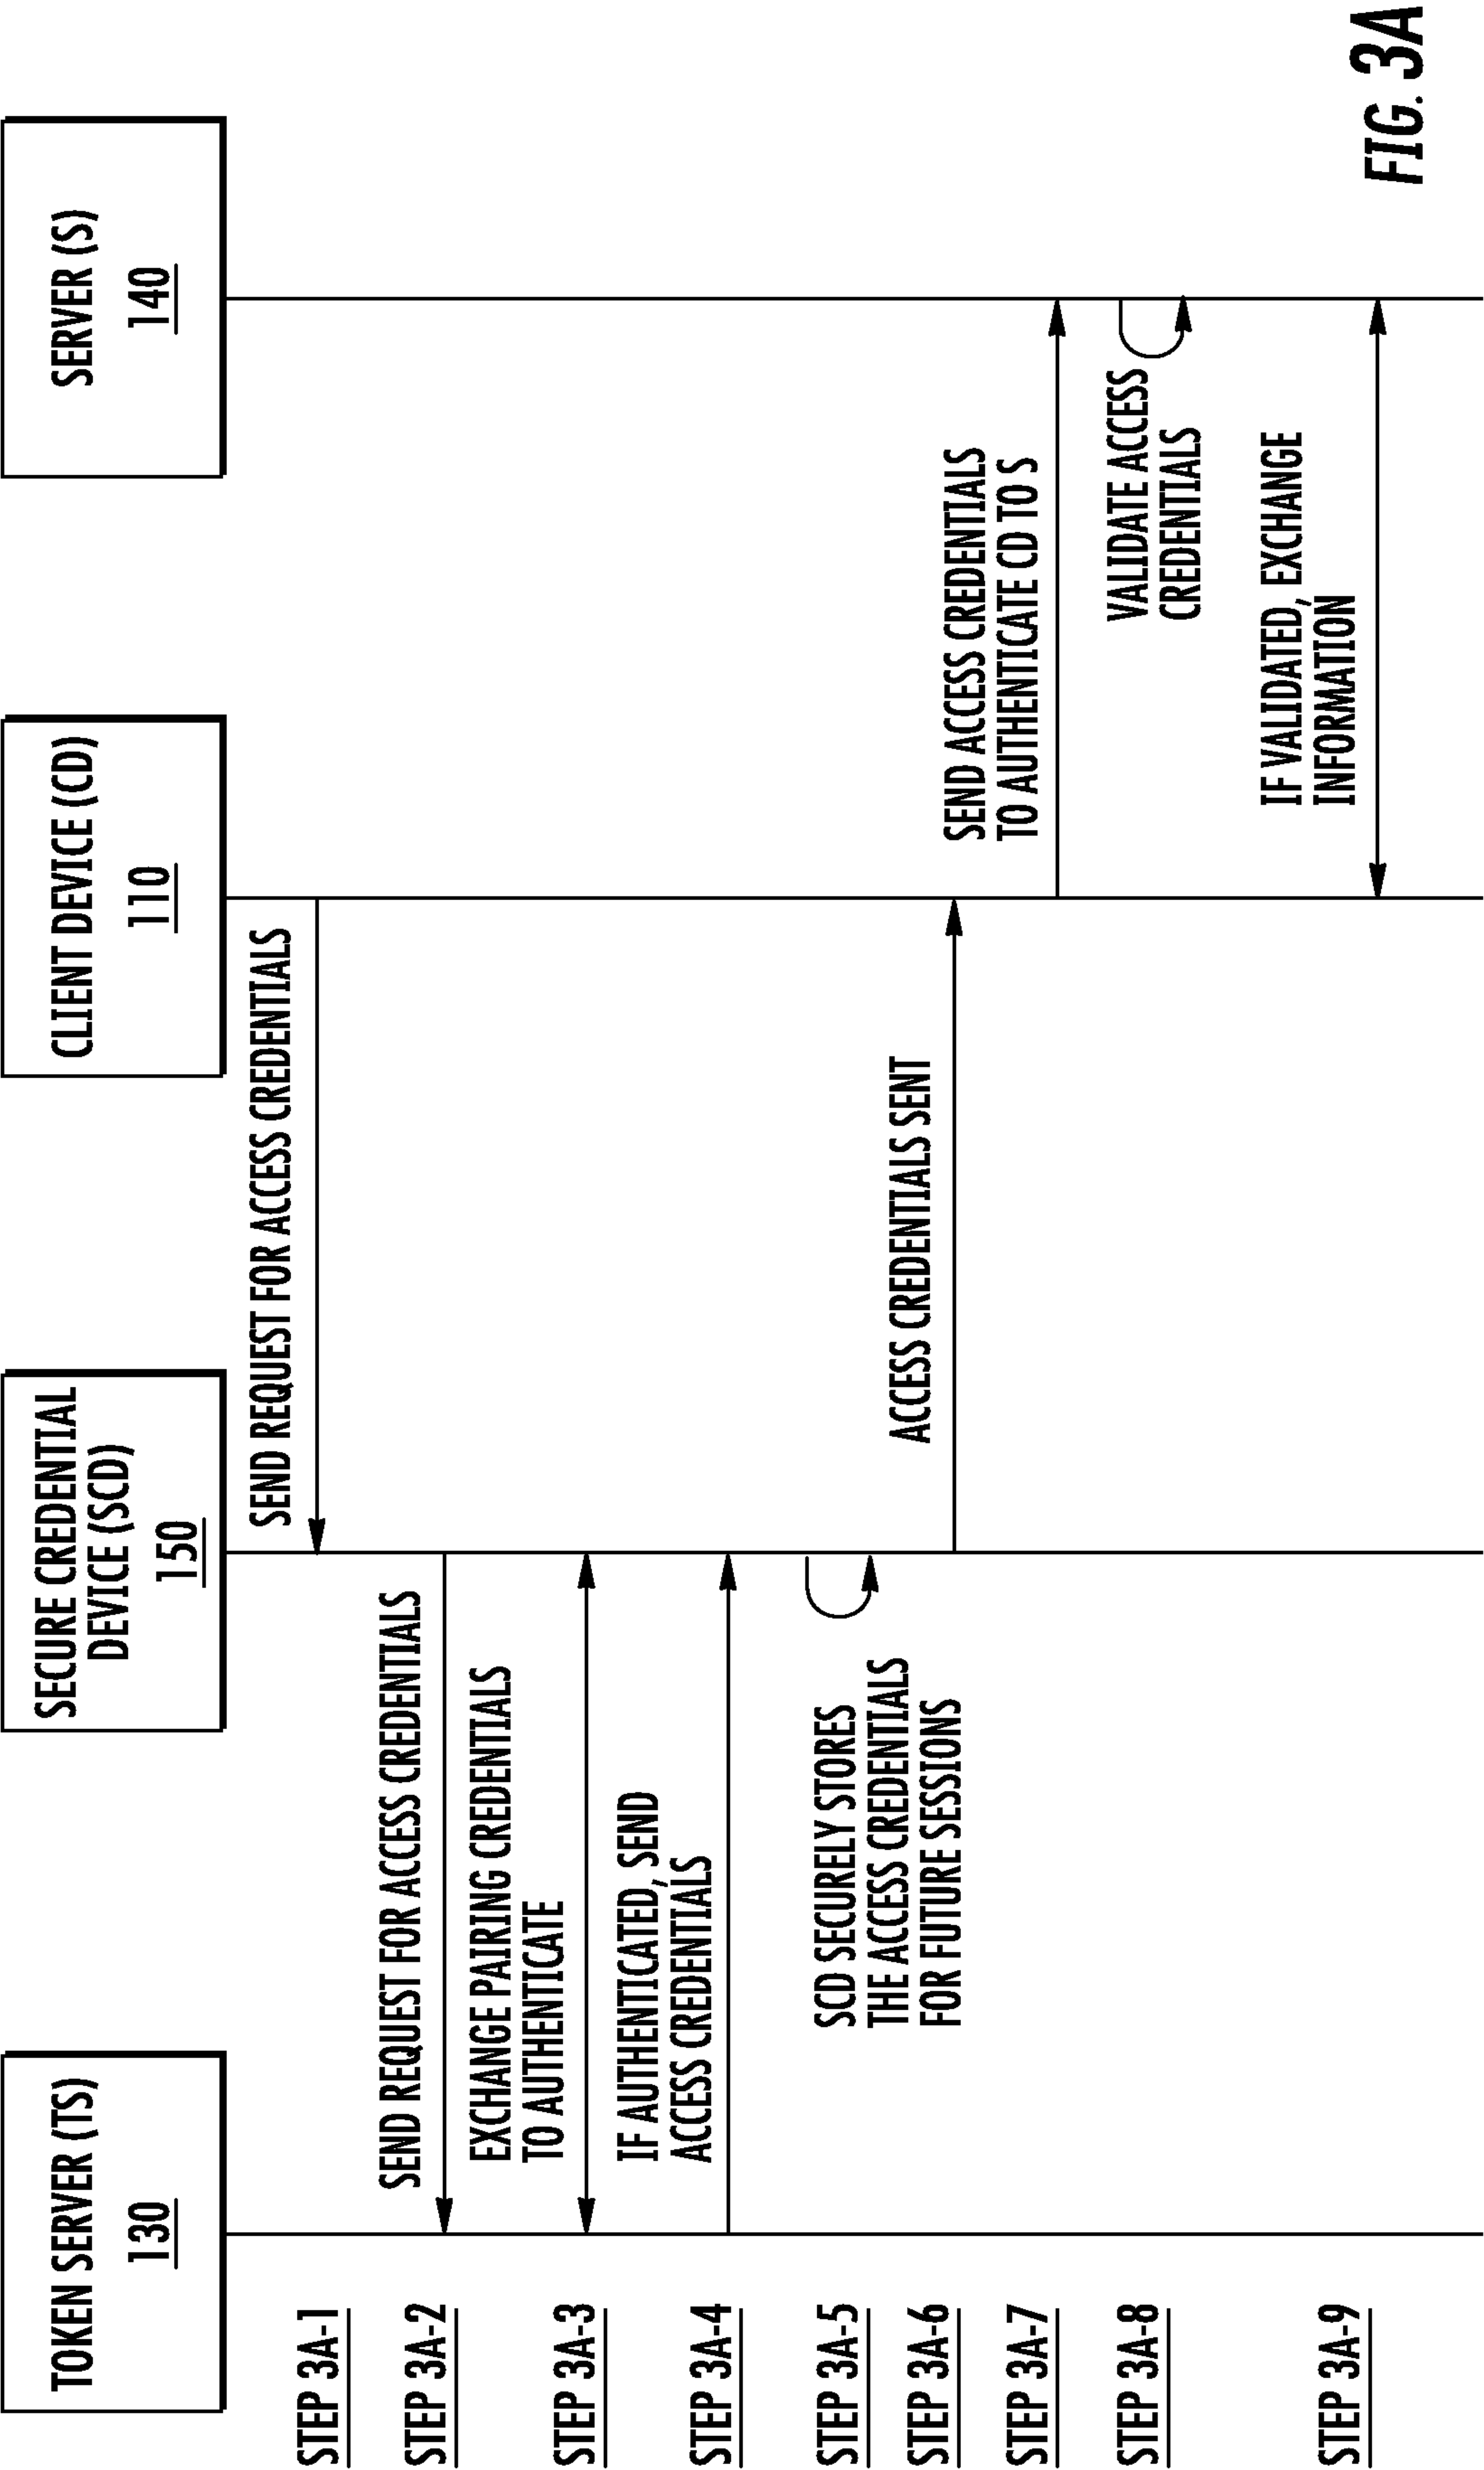 TOKEN SERVER (TS)
130
SECURE CREDENTIAL
DEVICE (SCD)
150
CLIENT DEVICE (CD)
110
SERVER (S)
140
STEP 3A-1
SEND REQUEST FOR ACCESS CREDENTIALS
STEP 3A-2
SEND REQUEST FOR ACCESS CREDENTIALS
STEP 3A-3
EXCHANGE PAIRING CREDENTIALS
TO AUTHENTICATE
STEP 3A-4
IF AUTHENTICATED, SEND
ACCESS CREDENTIALS
STEP 3A-5
SCD SECURELY STORES
THE ACCESS CREDENTIALS
FOR FUTURE SESSIONS
STEP 3A-6
ACCESS CREDENTIALS SENT
STEP 3A-7
SEND ACCESS CREDENTIALS
TO AUTHENTICATE CD TO S
STEP 3A-8
VALIDATE ACCESS
CREDENTIALS
STEP 3A-9
IF VALIDATED, EXCHANGE
INFORMATION
FIG. 3A